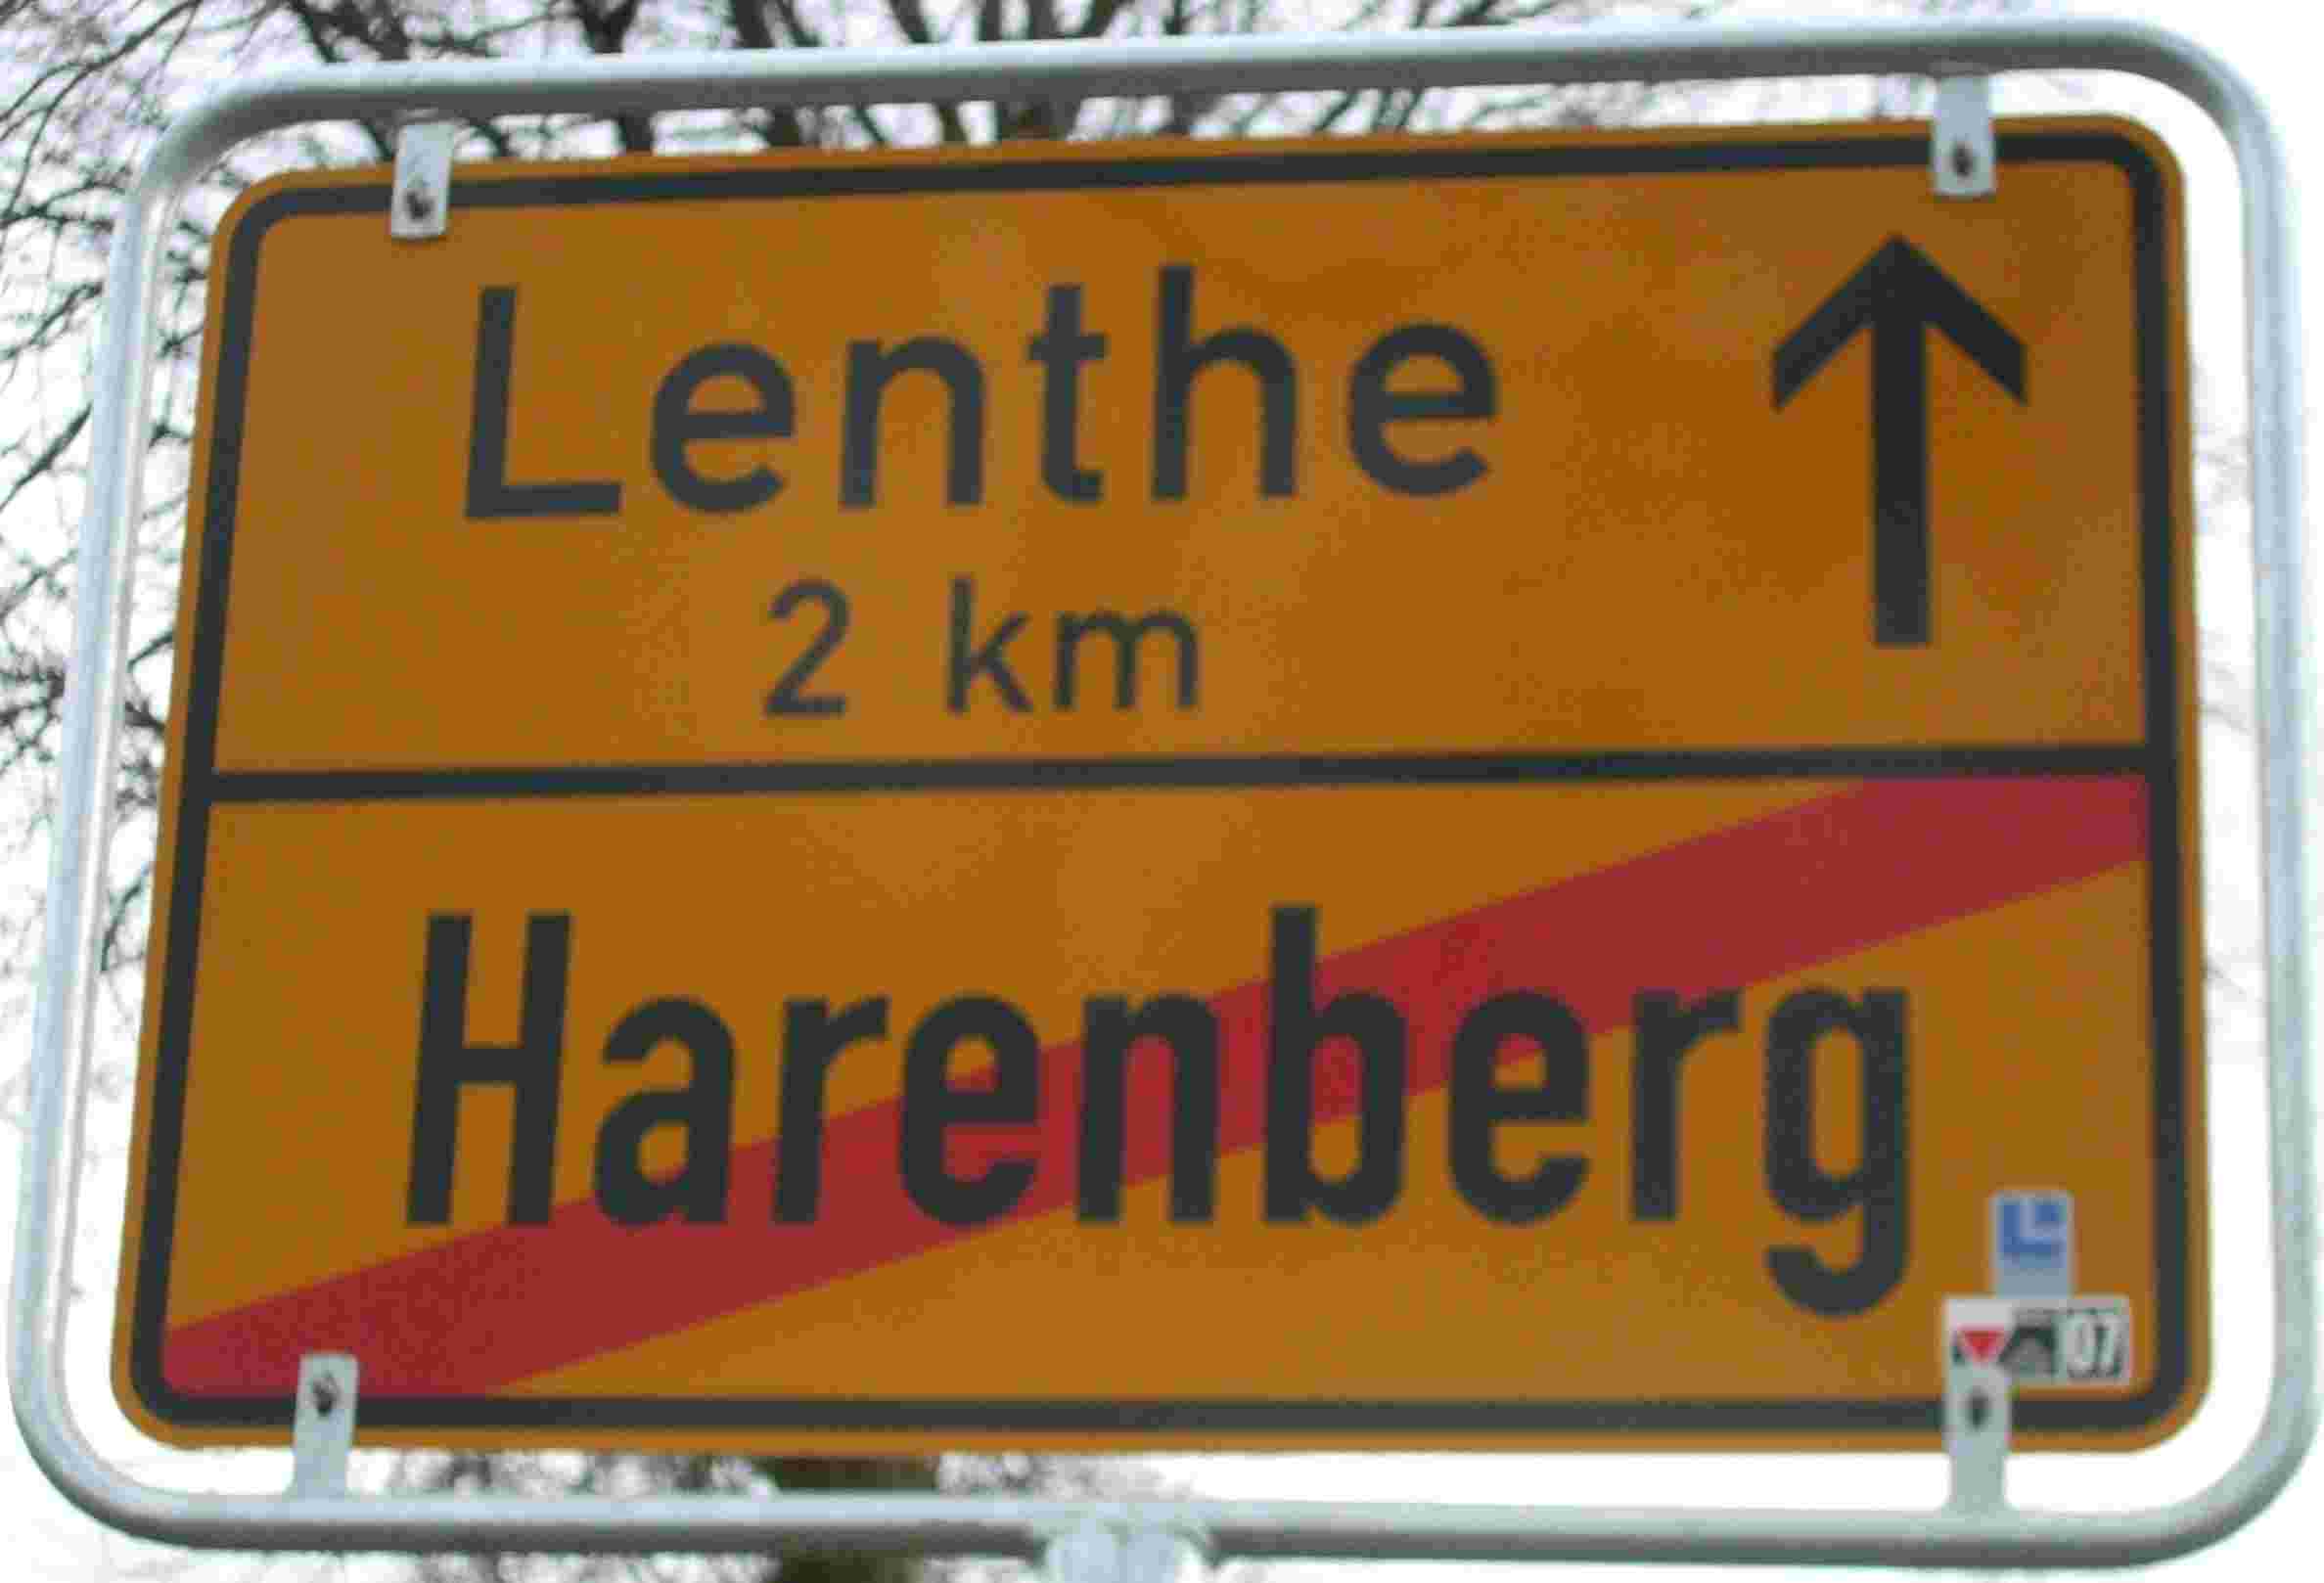 Lenthe
2 km
Harenberg
07